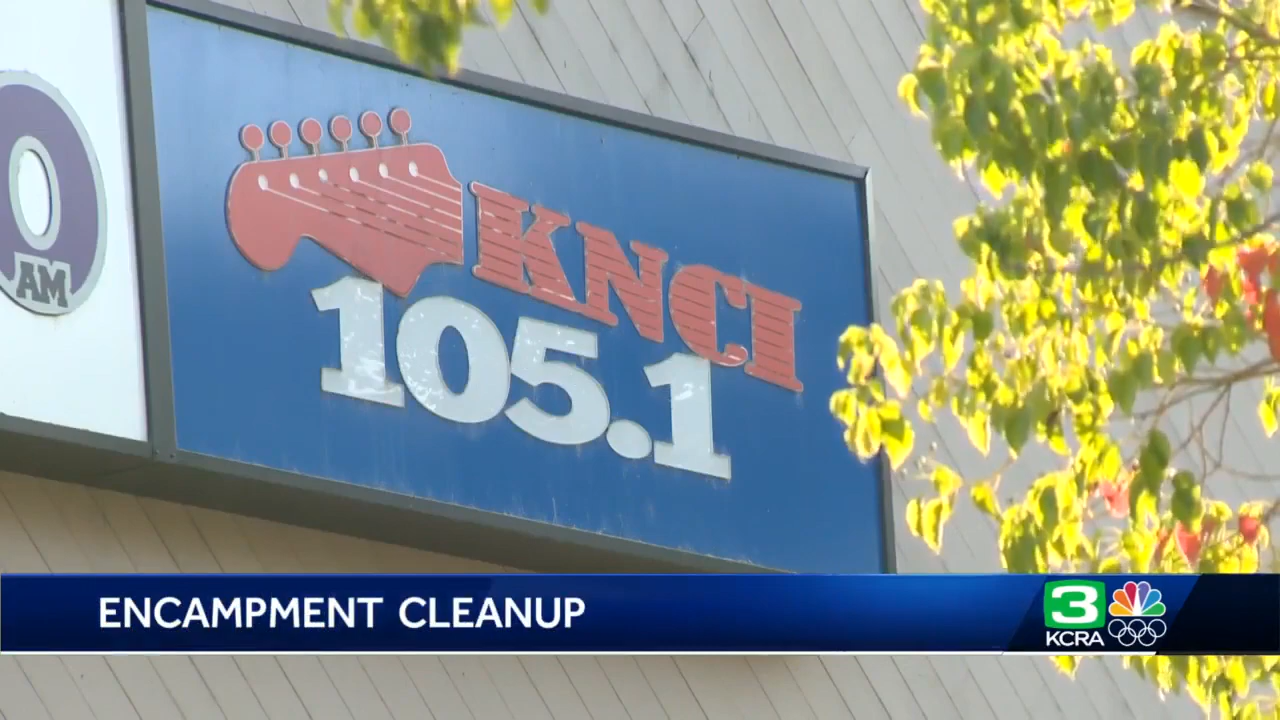 O
AM
KNCI
105.1
ENCAMPMENT CLEANUP
3
KCRA